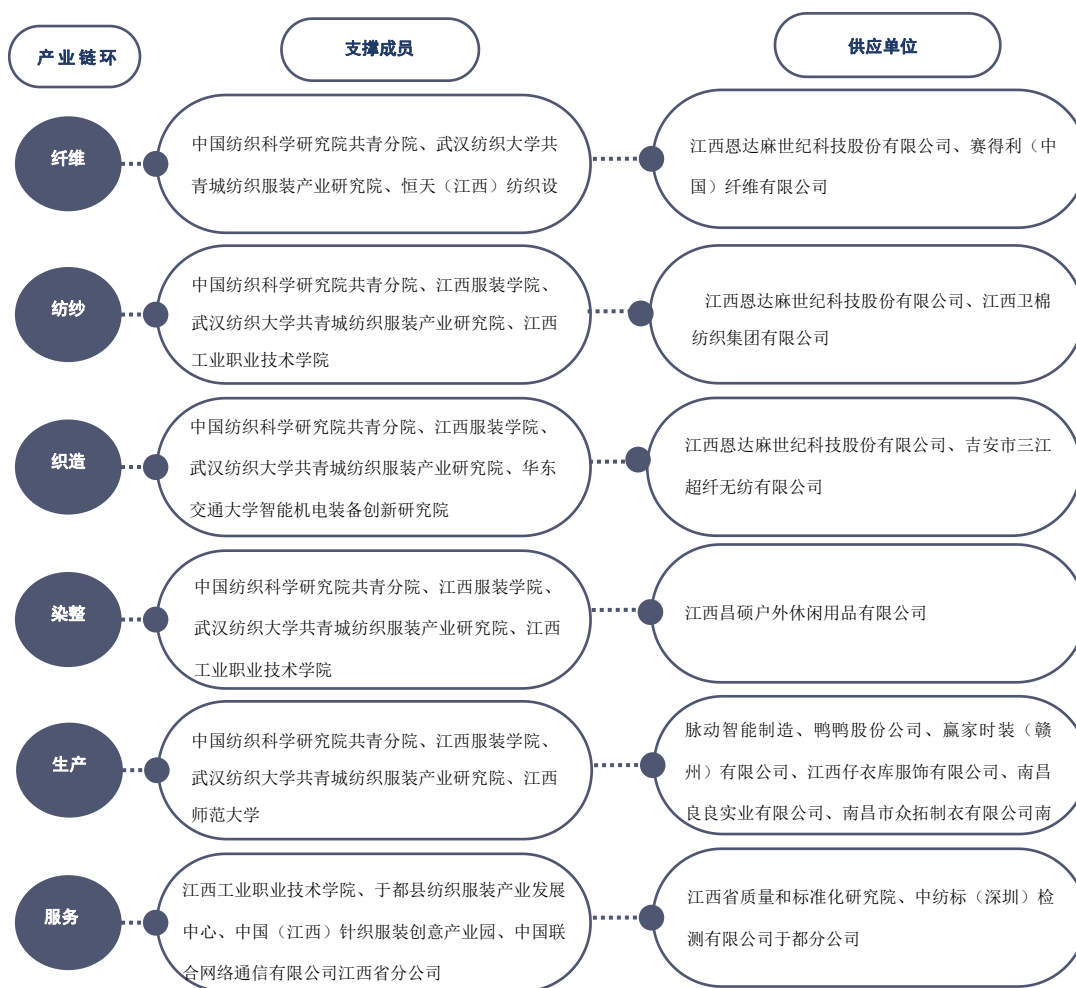 产业链环
支撑成员
供应单位
纤维
中国纺织科学研究院共青分院、武汉纺织大学共
青城纺织服装产业研究院、恒天（江西）纺织设
江西恩达麻世纪科技股份有限公司、赛得利（中
国）纤维有限公司
纺纱
中国纺织科学研究院共青分院、江西服装学院、
武汉纺织大学共青城纺织服装产业研究院、江西
工业职业技术学院
江西恩达麻世纪科技股份有限公司、江西卫棉
纺织集团有限公司
织造
中国纺织科学研究院共青分院、江西服装学院、
武汉纺织大学共青城纺织服装产业研究院、华东
交通大学智能机电装备创新研究院
江西恩达麻世纪科技股份有限公司、吉安市三江
超纤无纺有限公司
染整
中国纺织科学研究院共青分院、江西服装学院、
武汉纺织大学共青城纺织服装产业研究院、江西
工业职业技术学院
江西昌硕户外休闲用品有限公司
生产
中国纺织科学研究院共青分院、江西服装学院、
武汉纺织大学共青城纺织服装产业研究院、江西
师范大学
脉动智能制造、鸭鸭股份公司、赢家时装（赣
州）有限公司、江西仔衣库服饰有限公司、南昌
良良实业有限公司、南昌市众拓制衣有限公司南
服务
江西工业职业技术学院、于都县纺织服装产业发展
中心、中国（江西）针织服装创意产业园、中国联
合网络通信有限公司江西省分公司
江西省质量和标准化研究院、中纺标（深圳）检
测有限公司于都分公司